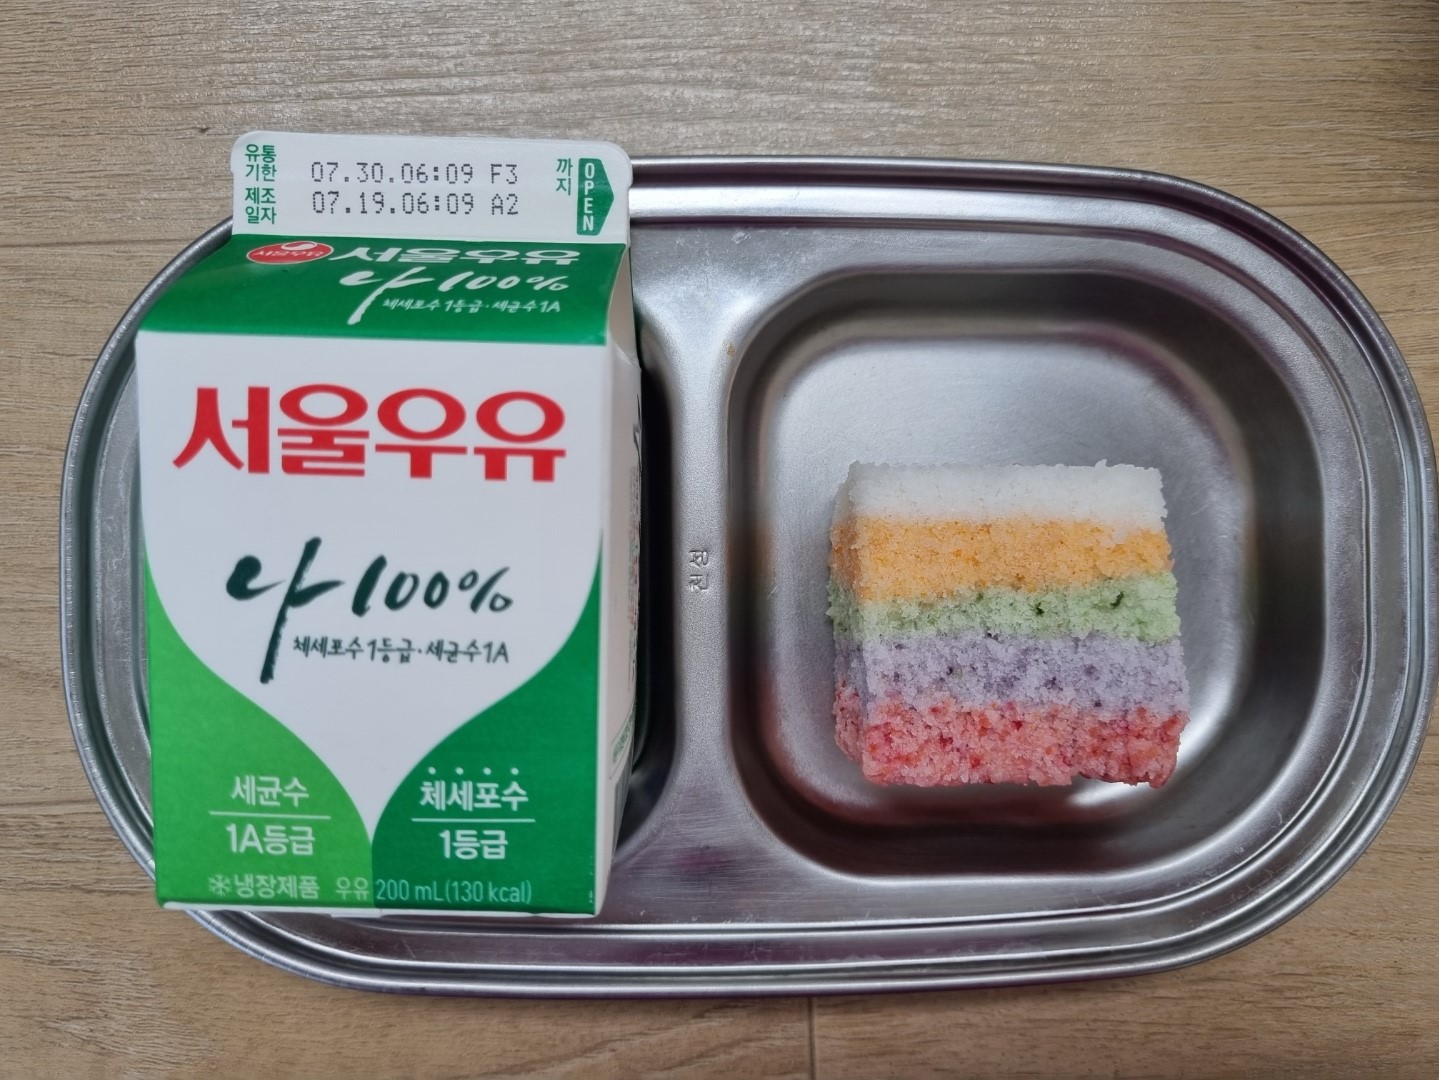 유통
기한
07.30.06:09 F3
까
지
제조
일자
07.19.06:09 A2
OPEN
서울우유
서울우유
나100%
체세포수1등급·세균수1A
서울우유
나100%
체세포수1등급·세균수1A
세균수
1A등급
체세포수
1등급
냉장제품 우유 200 mL(130 kcal)